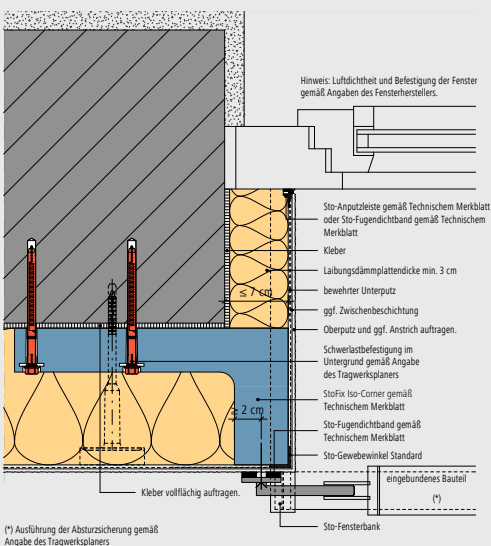 Hinweis: Luftdichtheit und Befestigung der Fenster
gemäß Angaben des Fensterherstellers.
Sto-Anputzleiste gemäß Technischem Merkblatt
oder Sto-Fugendichtband gemäß Technischem
Merkblatt
Kleber
Laibungsdämmplattendicke min. 3 cm
≤ 7 cm
bewehrter Unterputz
ggf. Zwischenbeschichtung
Oberputz und ggf. Anstrich auftragen.
Schwerlastbefestigung im
Untergrund gemäß Angabe
des Tragwerksplaners
StoFix Iso-Corner gemäß
Technischem Merkblatt
≥ 2 cm
Sto-Fugendichtband gemäß
Technischem Merkblatt
Sto-Gewebewinkel Standard
eingebundenes Bauteil
(*)
Kleber vollflächig auftragen.
Sto-Fensterbank
(*) Ausführung der Absturzsicherung gemäß
Angabe des Tragwerksplaners